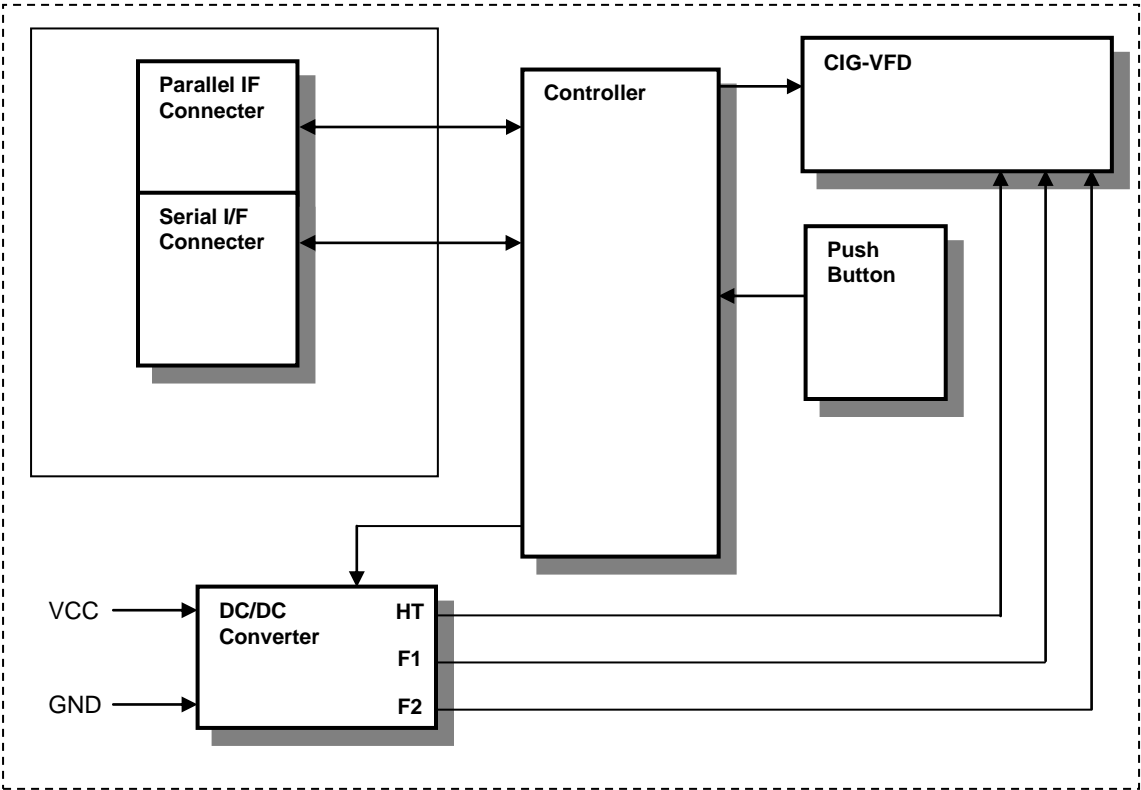 Parallel IF
Connecter
Serial I/F
Connecter
Controller
CIG-VFD
Push
Button
VCC
GND
DC/DC
Converter
HT
F1
F2